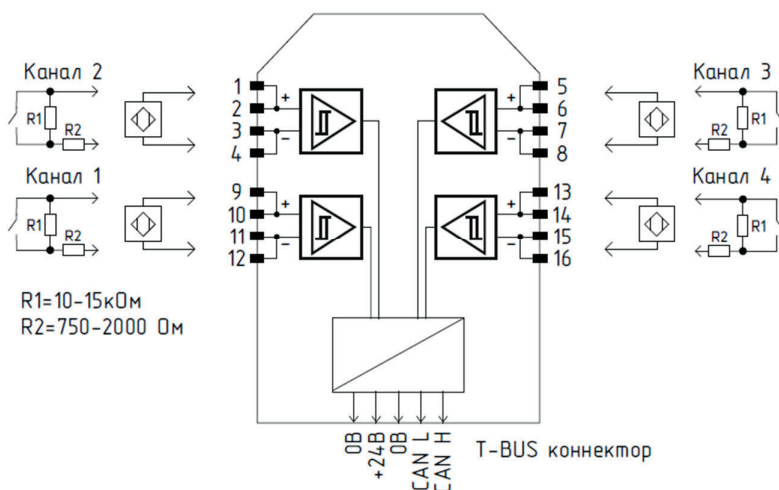 Канал 2
R1
R2
1
2
3
4
+
−
5
6
7
8
+
−
Канал 3
R1
R2
Канал 1
R1
R2
9
10
11
12
+
−
13
14
15
16
+
−
Канал 4
R1
R2
R1=10-15кОм
R2=750-2000 Ом
0В
+24В
0В
CAN L
CAN H
T-BUS коннектор